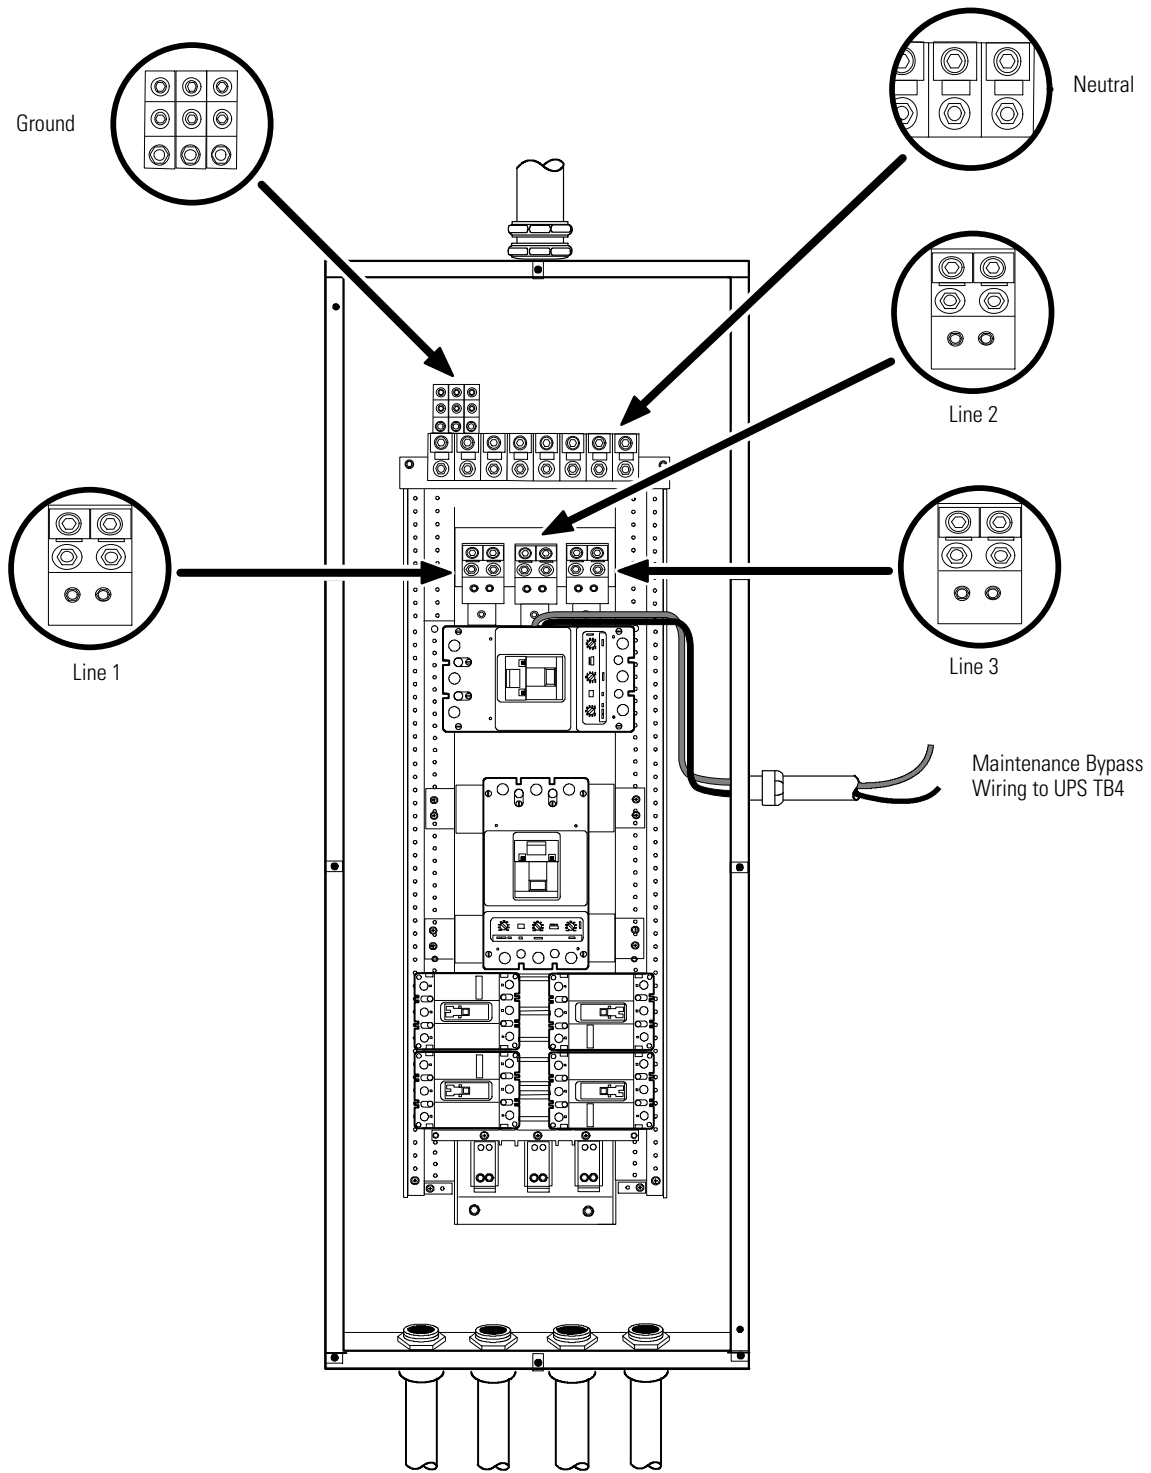 Ground
Neutral
Line 2
Line 1
Line 3
Maintenance Bypass
Wiring to UPS TB4